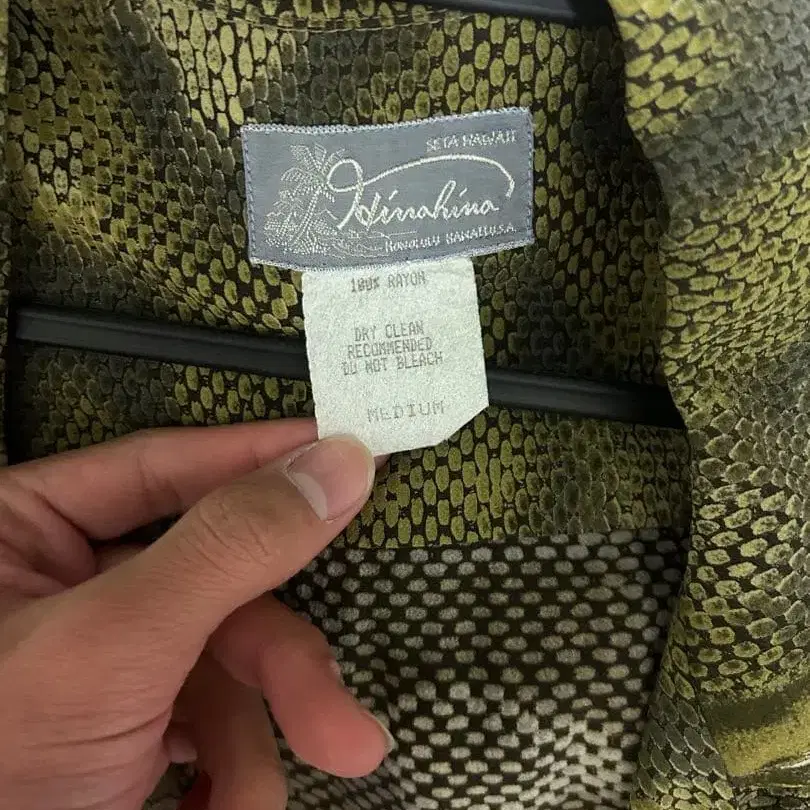 SETA HAWAII
Hinahina
HONOLULU HAWAII U.S.A.
100% RAYON
DRY CLEAN
RECOMMENDED
DO NOT BLEACH
MEDIUM